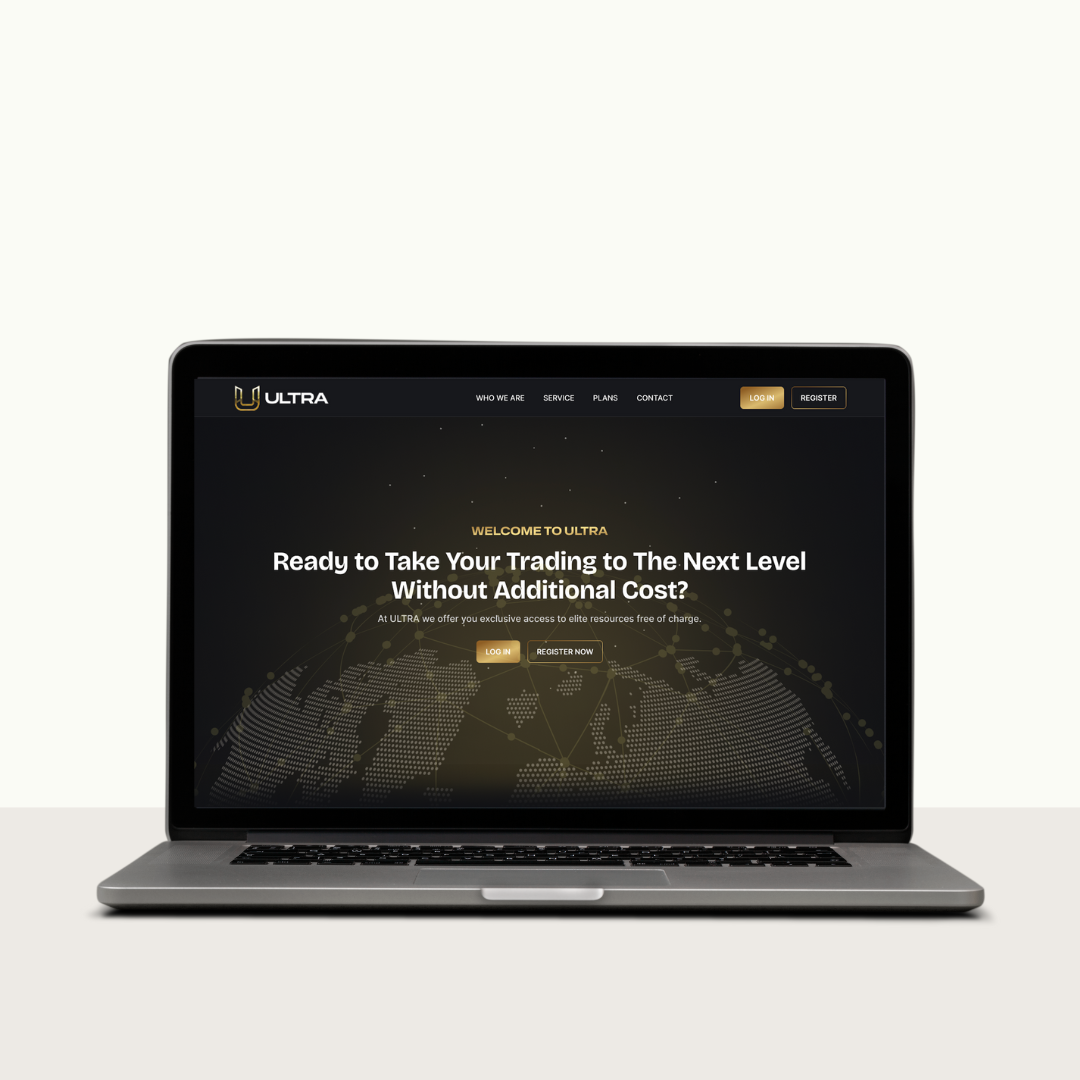 ULTRA
WHO WE ARE SERVICE PLANS CONTACT
LOG IN REGISTER
WELCOME TO ULTRA
Ready to Take Your Trading to The Next Level
Without Additional Cost?
At ULTRA we offer you exclusive access to elite resources free of charge.
LOG IN REGISTER NOW